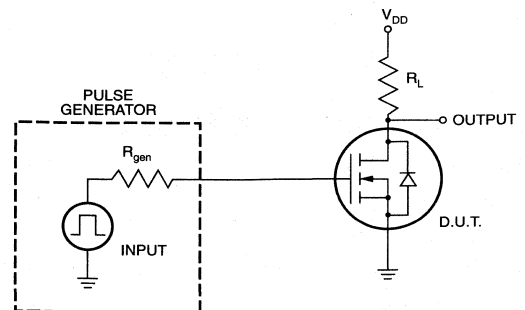 V_DD
R_L
PULSE
GENERATOR
OUTPUT
R_gen
D.U.T.
INPUT